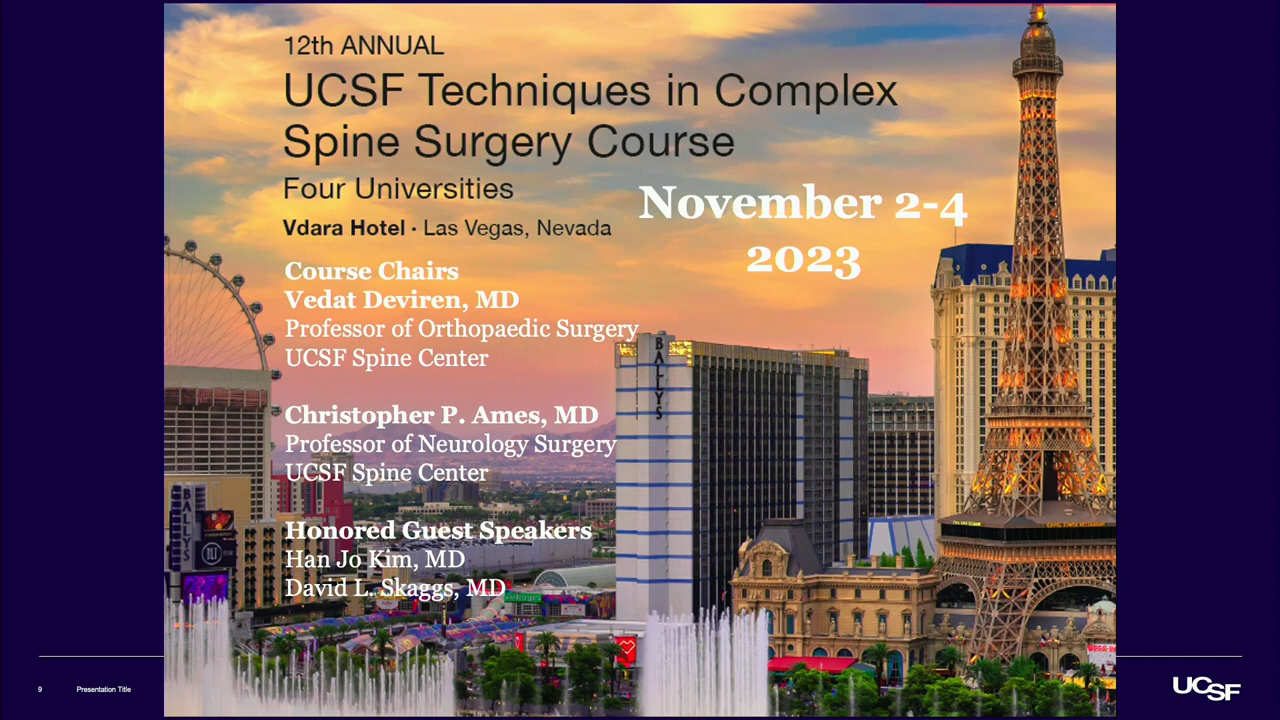 12th ANNUAL
UCSF Techniques in Complex
Spine Surgery Course
Four Universities
Vdara Hotel · Las Vegas, Nevada
November 2-4
2023
Course Chairs
Vedat Deviren, MD
Professor of Orthopaedic Surgery
UCSF Spine Center
Christopher P. Ames, MD
Professor of Neurology Surgery
UCSF Spine Center
Honored Guest Speakers
Han Jo Kim, MD
David L. Skaggs, MD
BALLYS
BALLYS
9 Presentation Title
UCSF